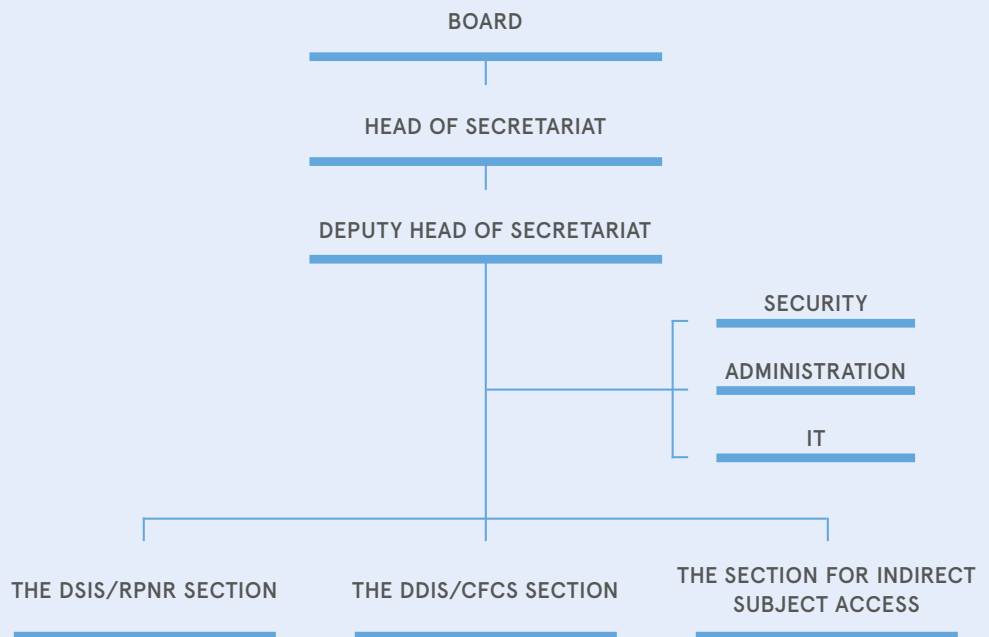 BOARD
HEAD OF SECRETARIAT
DEPUTY HEAD OF SECRETARIAT
SECURITY
ADMINISTRATION
IT
THE DSIS/RPNR SECTION
THE DDIS/CFCS SECTION
THE SECTION FOR INDIRECT
SUBJECT ACCESS